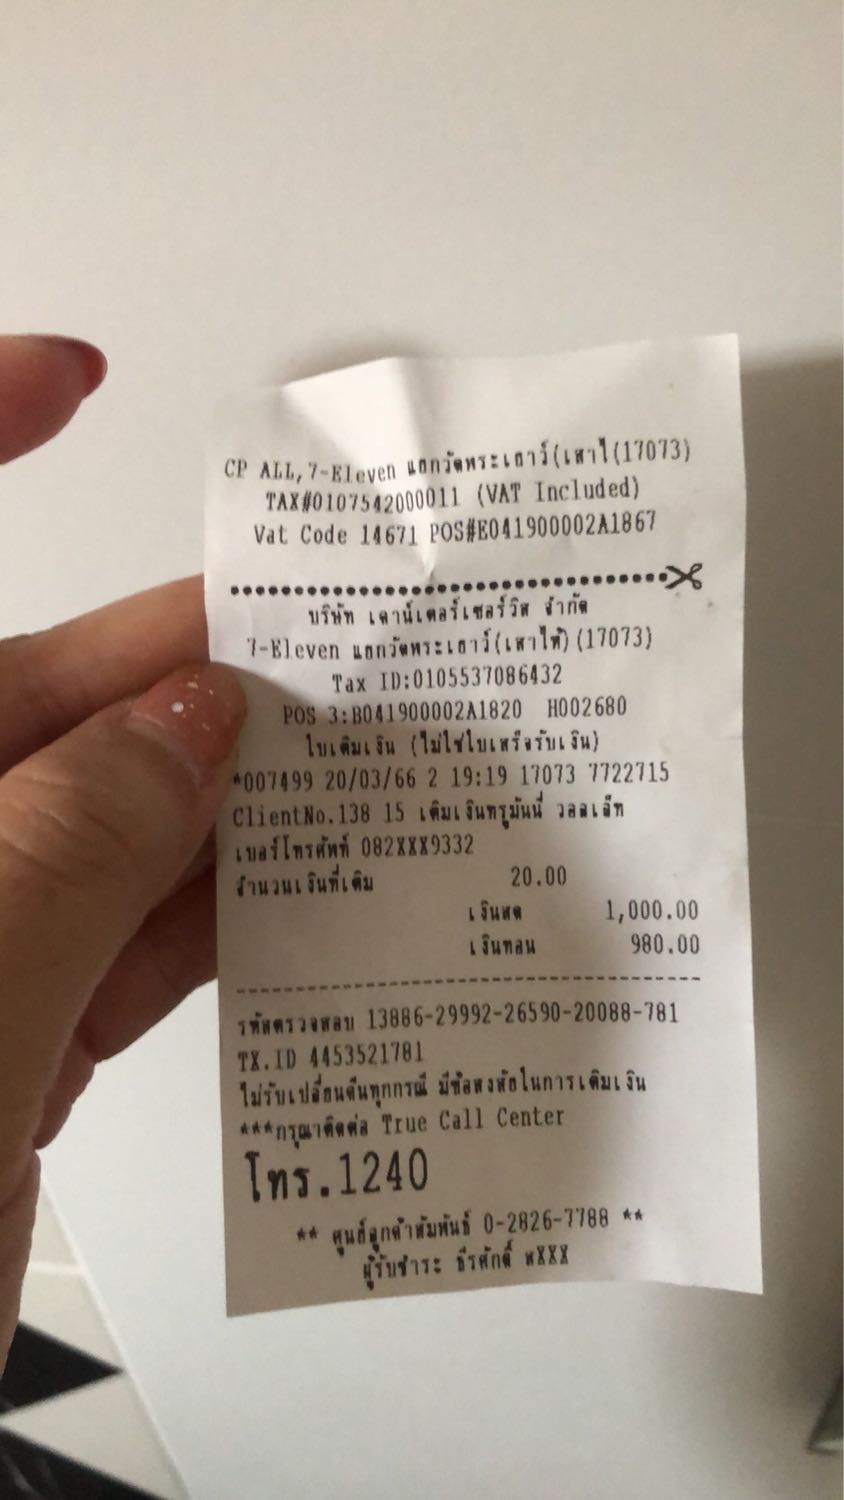 CP ALL,7-Eleven แยกวัดพระเยาว์(เสาไ(17073)
TAX#0107542000011 (VAT Included)
Vat Code 14671 POS#E041900002A1867
บริษัท เคาน์เตอร์เซอร์วิส จำกัด
7-Eleven แยกวัดพระเยาว์(เสาไห้)(17073)
Tax ID:0105537086432
POS 3:B041900002A1820 H002680
ใบเติมเงิน (ไม่ใช่ใบเสร็จรับเงิน)
*007499 20/03/66 2 19:19 17073 7722715
ClientNo.138 15 เติมเงินทรูมันนี่ วอลเล็ท
เบอร์โทรศัพท์ 082XXX9332
จำนวนเงินที่เติม 20.00
เงินสด 1,000.00
เงินทอน 980.00
รหัสตรวจสอบ 13886-29992-26590-20088-781
TX.ID 4453521781
ไม่รับเปลี่ยนคืนทุกกรณี มีข้อสงสัยในการเติมเงิน
***กรุณาติดต่อ True Call Center
โทร.1240
** ศูนย์ลูกค้าสัมพันธ์ 0-2826-7788 **
ผู้รับชำระ ธีรศักดิ์ หXXX